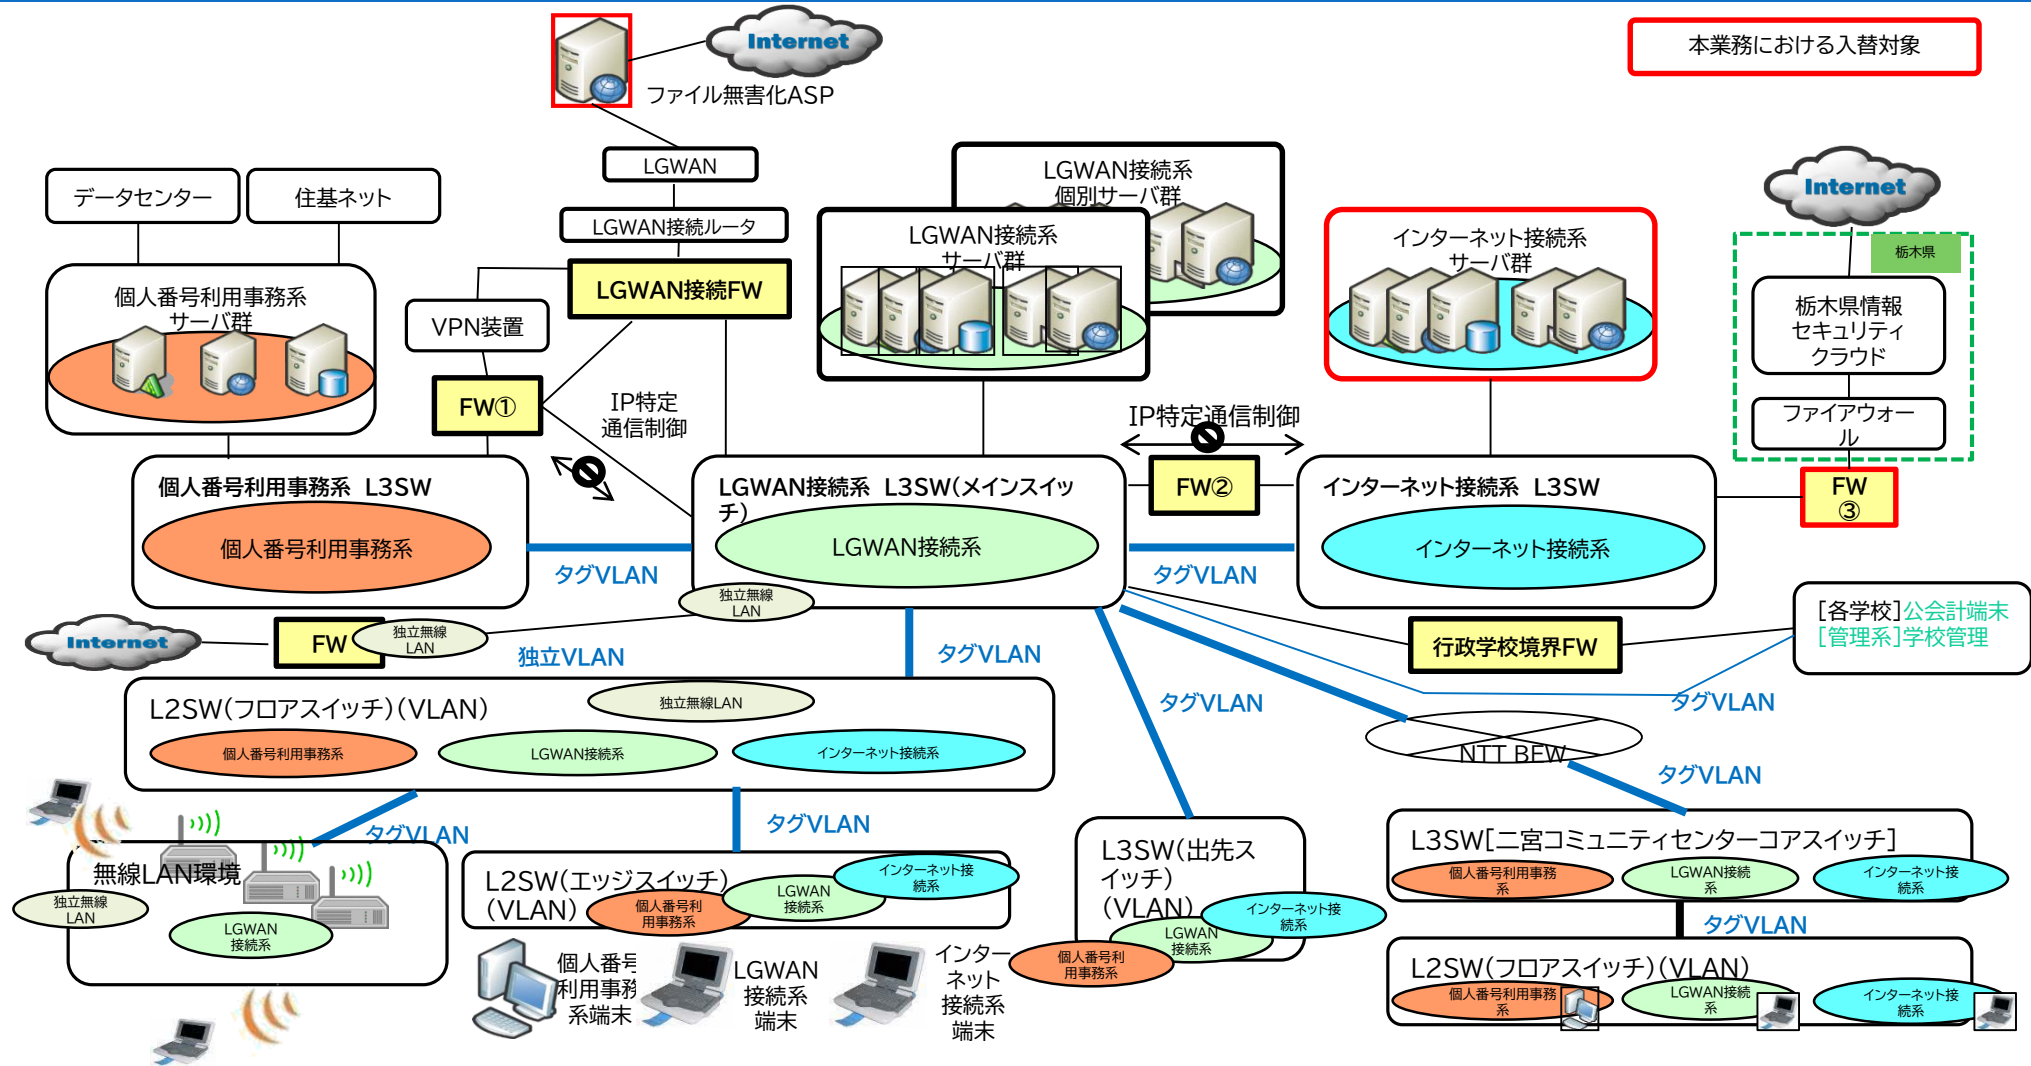 Internet
本業務における入替対象
ファイル無害化ASP
LGWAN
データセンター
住基ネット
LGWAN接続ルータ
LGWAN接続系
個別サーバ群
LGWAN接続系
サーバ群
インターネット接続系
サーバ群
Internet
栃木県
栃木県情報
セキュリティ
クラウド
ファイアウォー
ル
個人番号利用事務系
サーバ群
VPN装置
LGWAN接続FW
FW①
IP特定
通信制御
IP特定通信制御
FW②
FW
③
個人番号利用事務系 L3SW
個人番号利用事務系
LGWAN接続系 L3SW(メインスイッ
チ)
LGWAN接続系
インターネット接続系 L3SW
インターネット接続系
タグVLAN
タグVLAN
独立無線
LAN
Internet
FW
独立無線
LAN
独立VLAN
タグVLAN
行政学校境界FW
[各学校]公会計端末
[管理系]学校管理
タグVLAN
タグVLAN
L2SW(フロアスイッチ)(VLAN)
独立無線LAN
個人番号利用事務系
LGWAN接続系
インターネット接続系
NTT BFW
タグVLAN
タグVLAN
タグVLAN
無線LAN環境
独立無線
LAN
LGWAN
接続系
L2SW(エッジスイッチ)
(VLAN)
個人番号利
用事務系
LGWAN
接続系
インターネット接
続系
個人番号
利用事務
系端末
LGWAN
接続系
端末
インター
ネット
接続系
端末
L3SW(出先ス
イッチ)
(VLAN)
個人番号利
用事務系
LGWAN
接続系
インターネット接
続系
L3SW[二宮コミュニティセンターコアスイッチ]
個人番号利用事務
系
LGWAN接続
系
インターネット接
続系
タグVLAN
L2SW(フロアスイッチ)(VLAN)
個人番号利用事務
系
LGWAN接続
系
インターネット接
続系